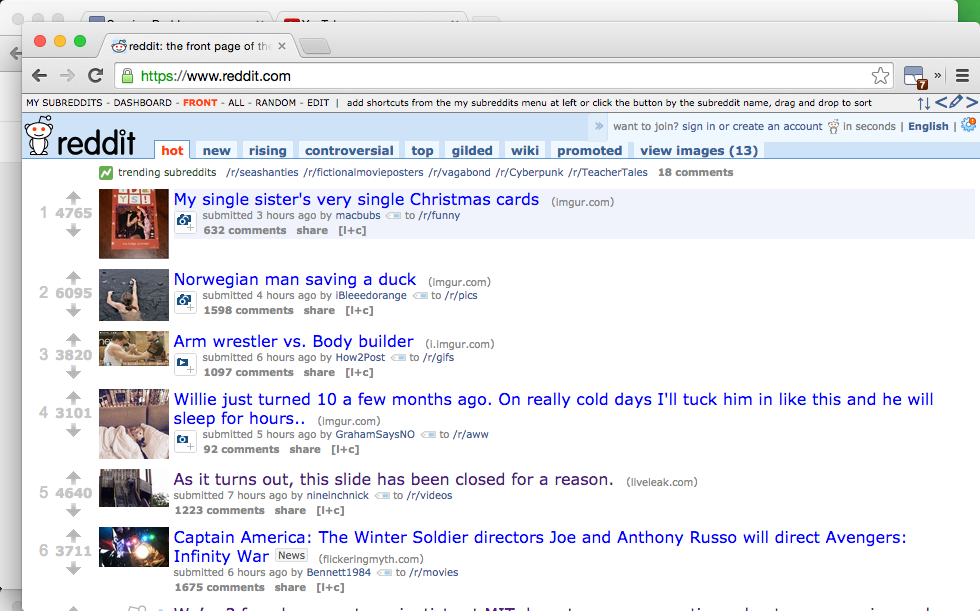 reddit: the front page of the
https://www.reddit.com
7
»
MY SUBREDDITS - DASHBOARD - FRONT - ALL - RANDOM - EDIT | add shortcuts from the my subreddits menu at left or click the button by the subreddit name, drag and drop to sort
» want to join? sign in or create an account in seconds | English |
reddit hot new rising controversial top gilded wiki promoted view images (13)
trending subreddits /r/seashanties /r/fictionalmovieposters /r/vagabond /r/Cyberpunk /r/TeacherTales 18 comments
My single sister's very single Christmas cards (imgur.com)
1 4765
submitted 3 hours ago by macbubs to /r/funny
632 comments share [l+c]
Norwegian man saving a duck (imgur.com)
2 6095
submitted 4 hours ago by iBleeedorange to /r/pics
1598 comments share [l+c]
Arm wrestler vs. Body builder (i.imgur.com)
3 3820
submitted 6 hours ago by How2Post to /r/gifs
1097 comments share [l+c]
Willie just turned 10 a few months ago. On really cold days I'll tuck him in like this and he will
4 3101
sleep for hours.. (imgur.com)
submitted 5 hours ago by GrahamSaysNO to /r/aww
92 comments share [l+c]
As it turns out, this slide has been closed for a reason. (liveleak.com)
5 4640
submitted 7 hours ago by nineinchnick to /r/videos
1223 comments share [l+c]
Captain America: The Winter Soldier directors Joe and Anthony Russo will direct Avengers:
6 3711
Infinity War News (flickeringmyth.com)
submitted 6 hours ago by Bennett1984 to /r/movies
1675 comments share [l+c]